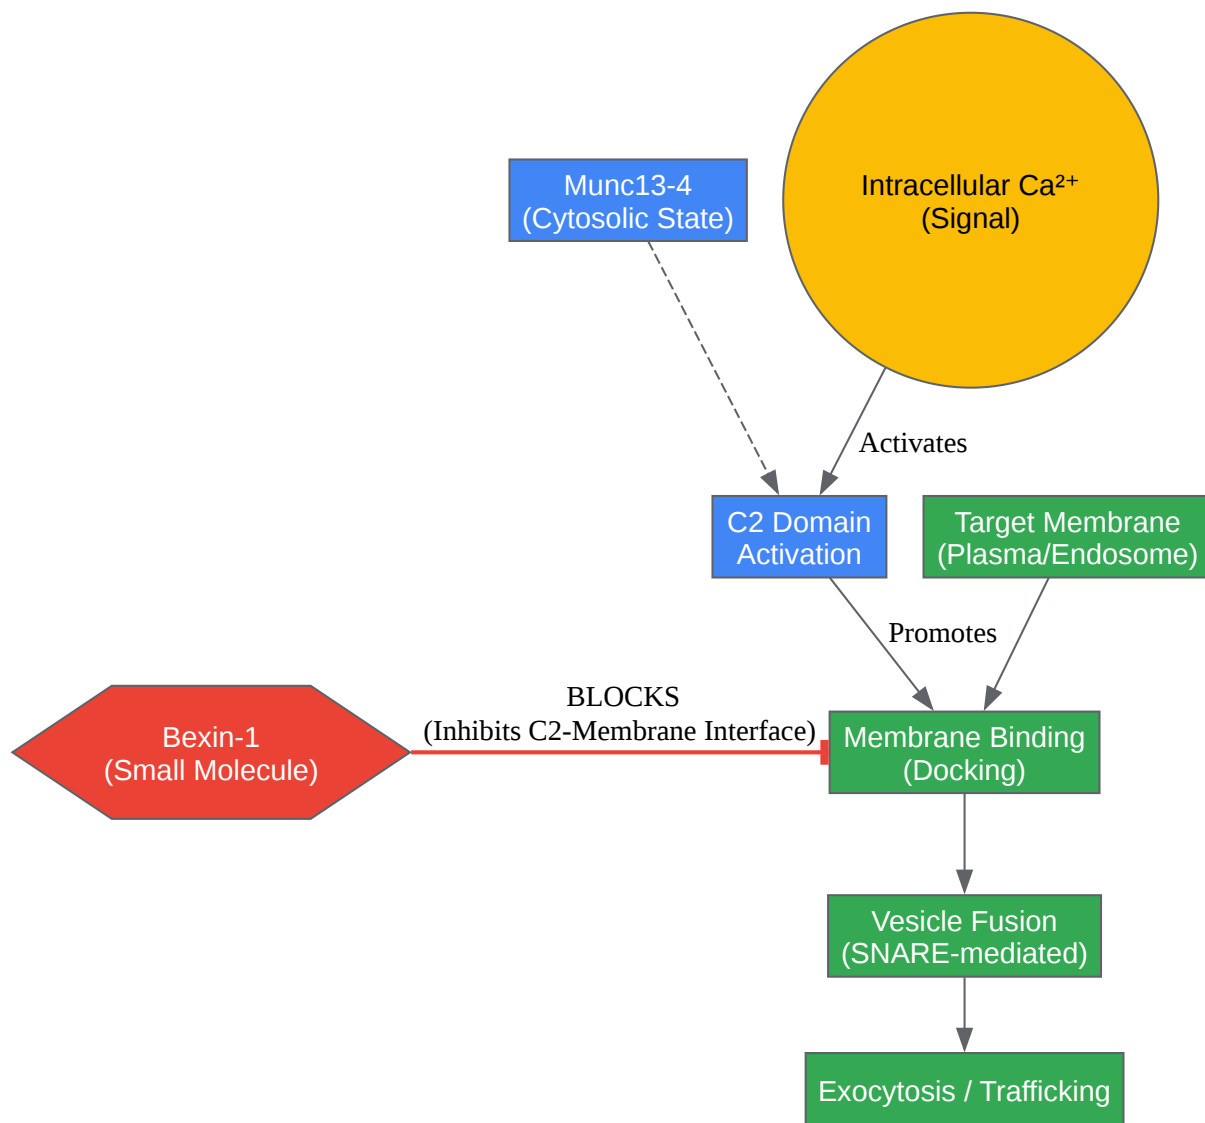 Munc13-4
(Cytosolic State)
Intracellular Ca²⁺
(Signal)
Activates
C2 Domain
Activation
Target Membrane
(Plasma/Endosome)
Promotes
Bexin-1
(Small Molecule)
BLOCKS
(Inhibits C2-Membrane Interface)
Membrane Binding
(Docking)
Vesicle Fusion
(SNARE-mediated)
Exocytosis / Trafficking